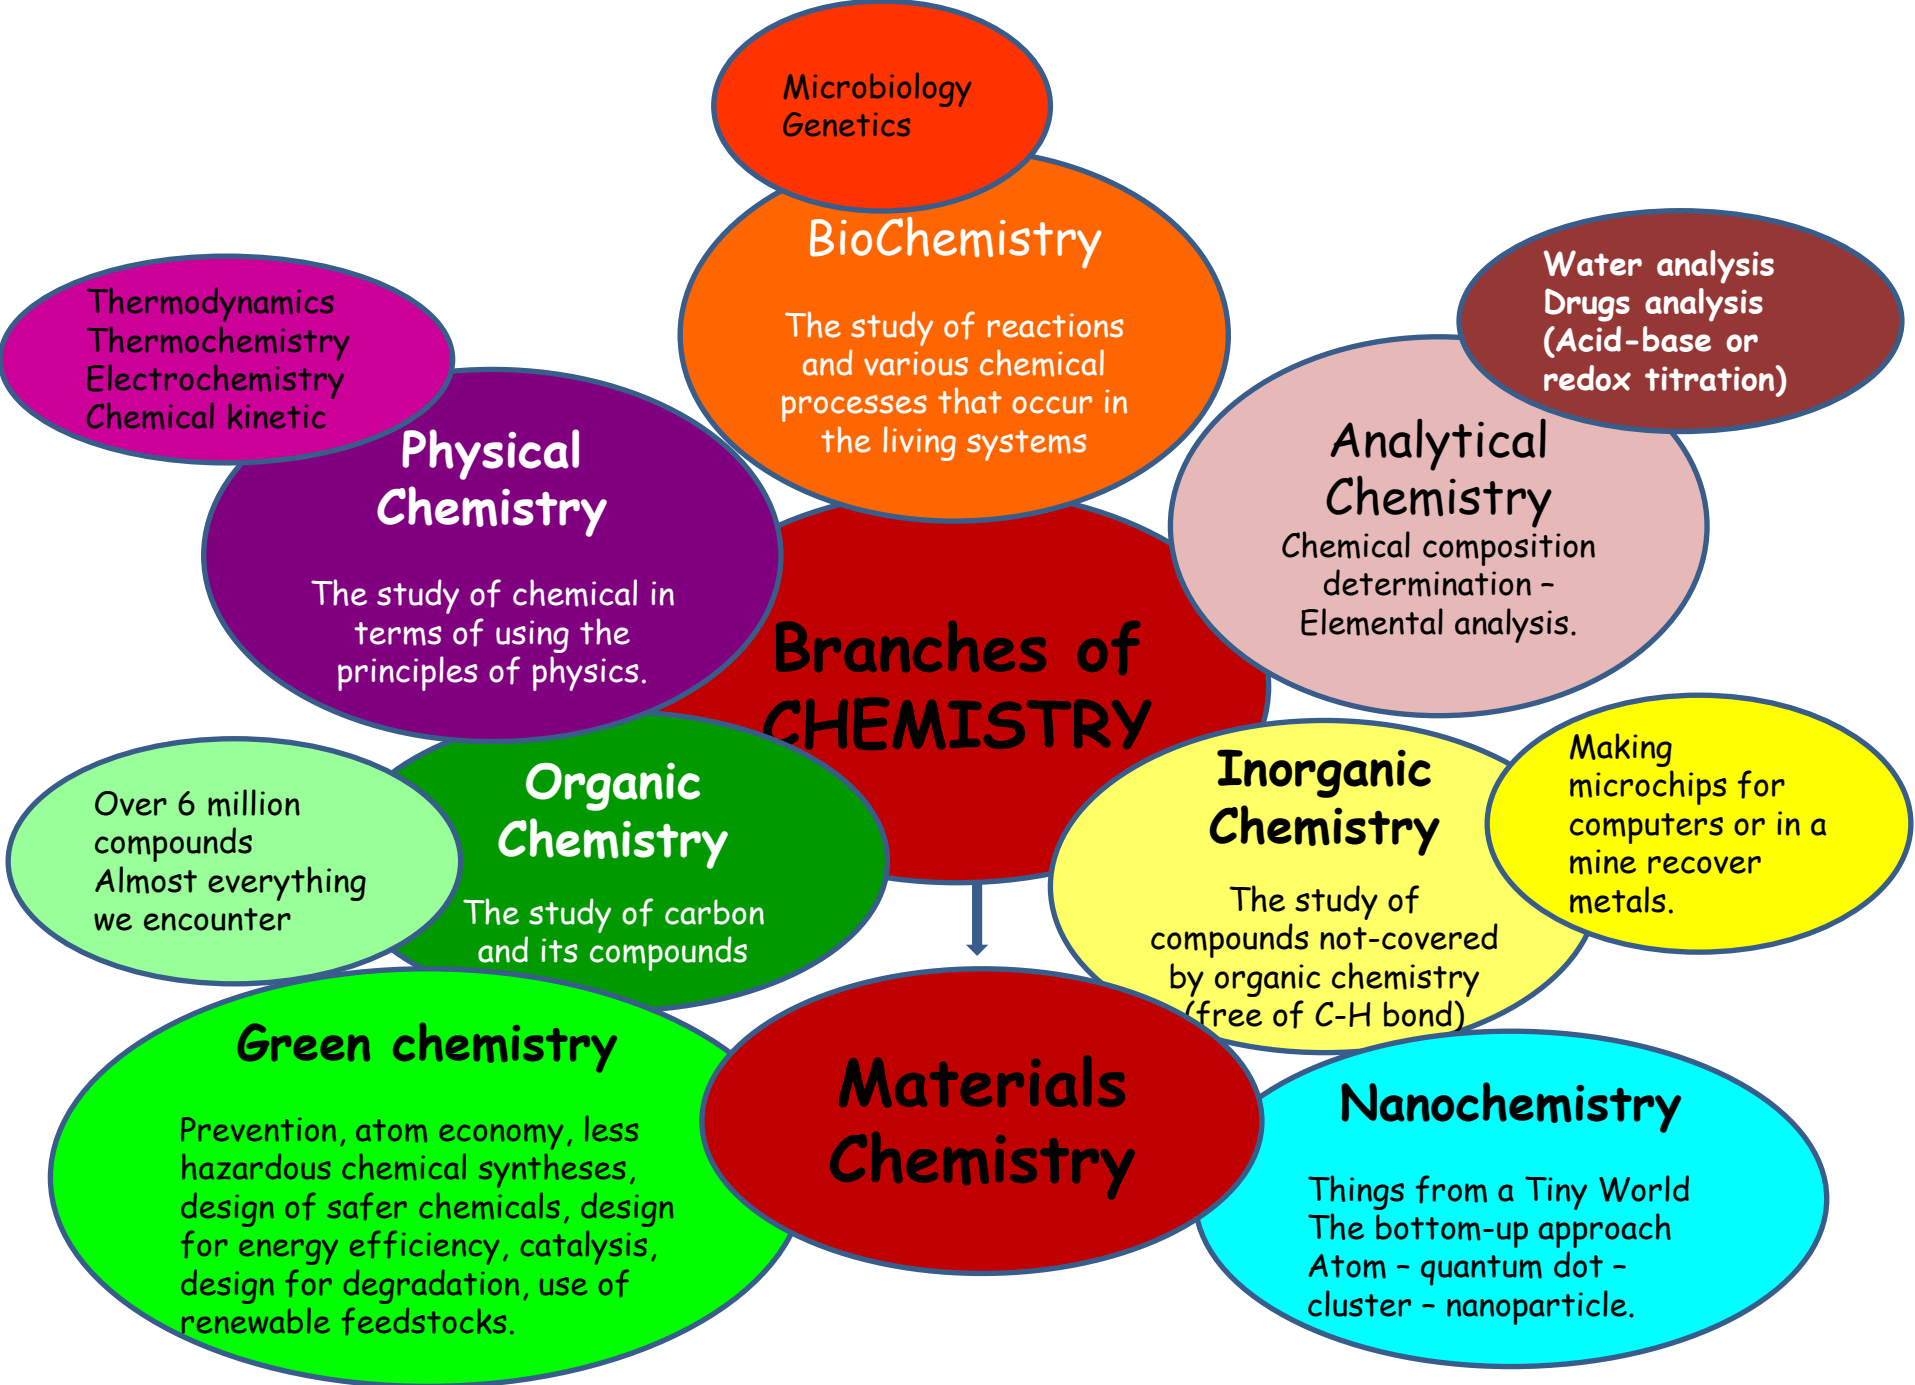 Microbiology
Genetics
BioChemistry
The study of reactions
and various chemical
processes that occur in
the living systems
Thermodynamics
Thermochemistry
Electrochemistry
Chemical kinetic
Physical
Chemistry
The study of chemical in
terms of using the
principles of physics.
Water analysis
Drugs analysis
(Acid-base or
redox titration)
Analytical
Chemistry
Chemical composition
determination –
Elemental analysis.
Branches of
CHEMISTRY
Over 6 million
compounds
Almost everything
we encounter
Organic
Chemistry
The study of carbon
and its compounds
Inorganic
Chemistry
The study of
compounds not-covered
by organic chemistry
(free of C-H bond)
Making
microchips for
computers or in a
mine recover
metals.
Green chemistry
Prevention, atom economy, less
hazardous chemical syntheses,
design of safer chemicals, design
for energy efficiency, catalysis,
design for degradation, use of
renewable feedstocks.
Materials
Chemistry
Nanochemistry
Things from a Tiny World
The bottom-up approach
Atom – quantum dot –
cluster – nanoparticle.